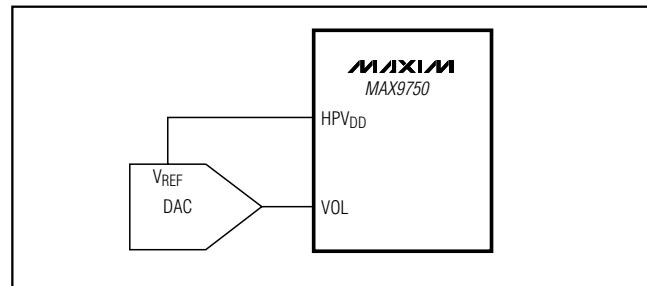 MAXIM
MAX9750
HPVDD
VREF
DAC
VOL